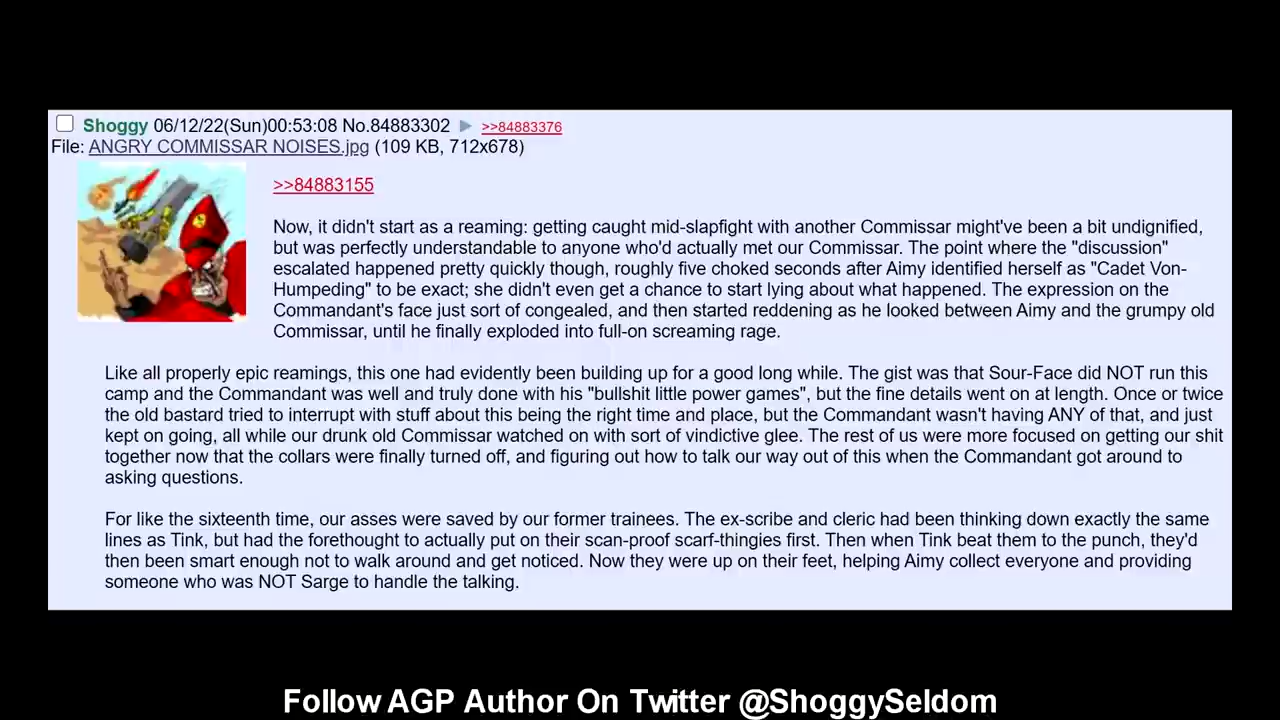 Shoggy 06/12/22(Sun)00:53:08 No.84883302 ▶ >>84883376
File: ANGRY COMMISSAR NOISES.jpg (109 KB, 712x678)
>>84883155
Now, it didn't start as a reaming: getting caught mid-slapfight with another Commissar might've been a bit undignified,
but was perfectly understandable to anyone who'd actually met our Commissar. The point where the "discussion"
escalated happened pretty quickly though, roughly five choked seconds after Aimy identified herself as "Cadet Von-
Humpeding" to be exact; she didn't even get a chance to start lying about what happened. The expression on the
Commandant's face just sort of congealed, and then started reddening as he looked between Aimy and the grumpy old
Commissar, until he finally exploded into full-on screaming rage.
Like all properly epic reamings, this one had evidently been building up for a good long while. The gist was that Sour-Face did NOT run this
camp and the Commandant was well and truly done with his "bullshit little power games", but the fine details went on at length. Once or twice
the old bastard tried to interrupt with stuff about this being the right time and place, but the Commandant wasn't having ANY of that, and just
kept on going, all while our drunk old Commissar watched on with sort of vindictive glee. The rest of us were more focused on getting our shit
together now that the collars were finally turned off, and figuring out how to talk our way out of this when the Commandant got around to
asking questions.
For like the sixteenth time, our asses were saved by our former trainees. The ex-scribe and cleric had been thinking down exactly the same
lines as Tink, but had the forethought to actually put on their scan-proof scarf-thingies first. Then when Tink beat them to the punch, they'd
then been smart enough not to walk around and get noticed. Now they were up on their feet, helping Aimy collect everyone and providing
someone who was NOT Sarge to handle the talking.
Follow AGP Author On Twitter @ShoggySeldom